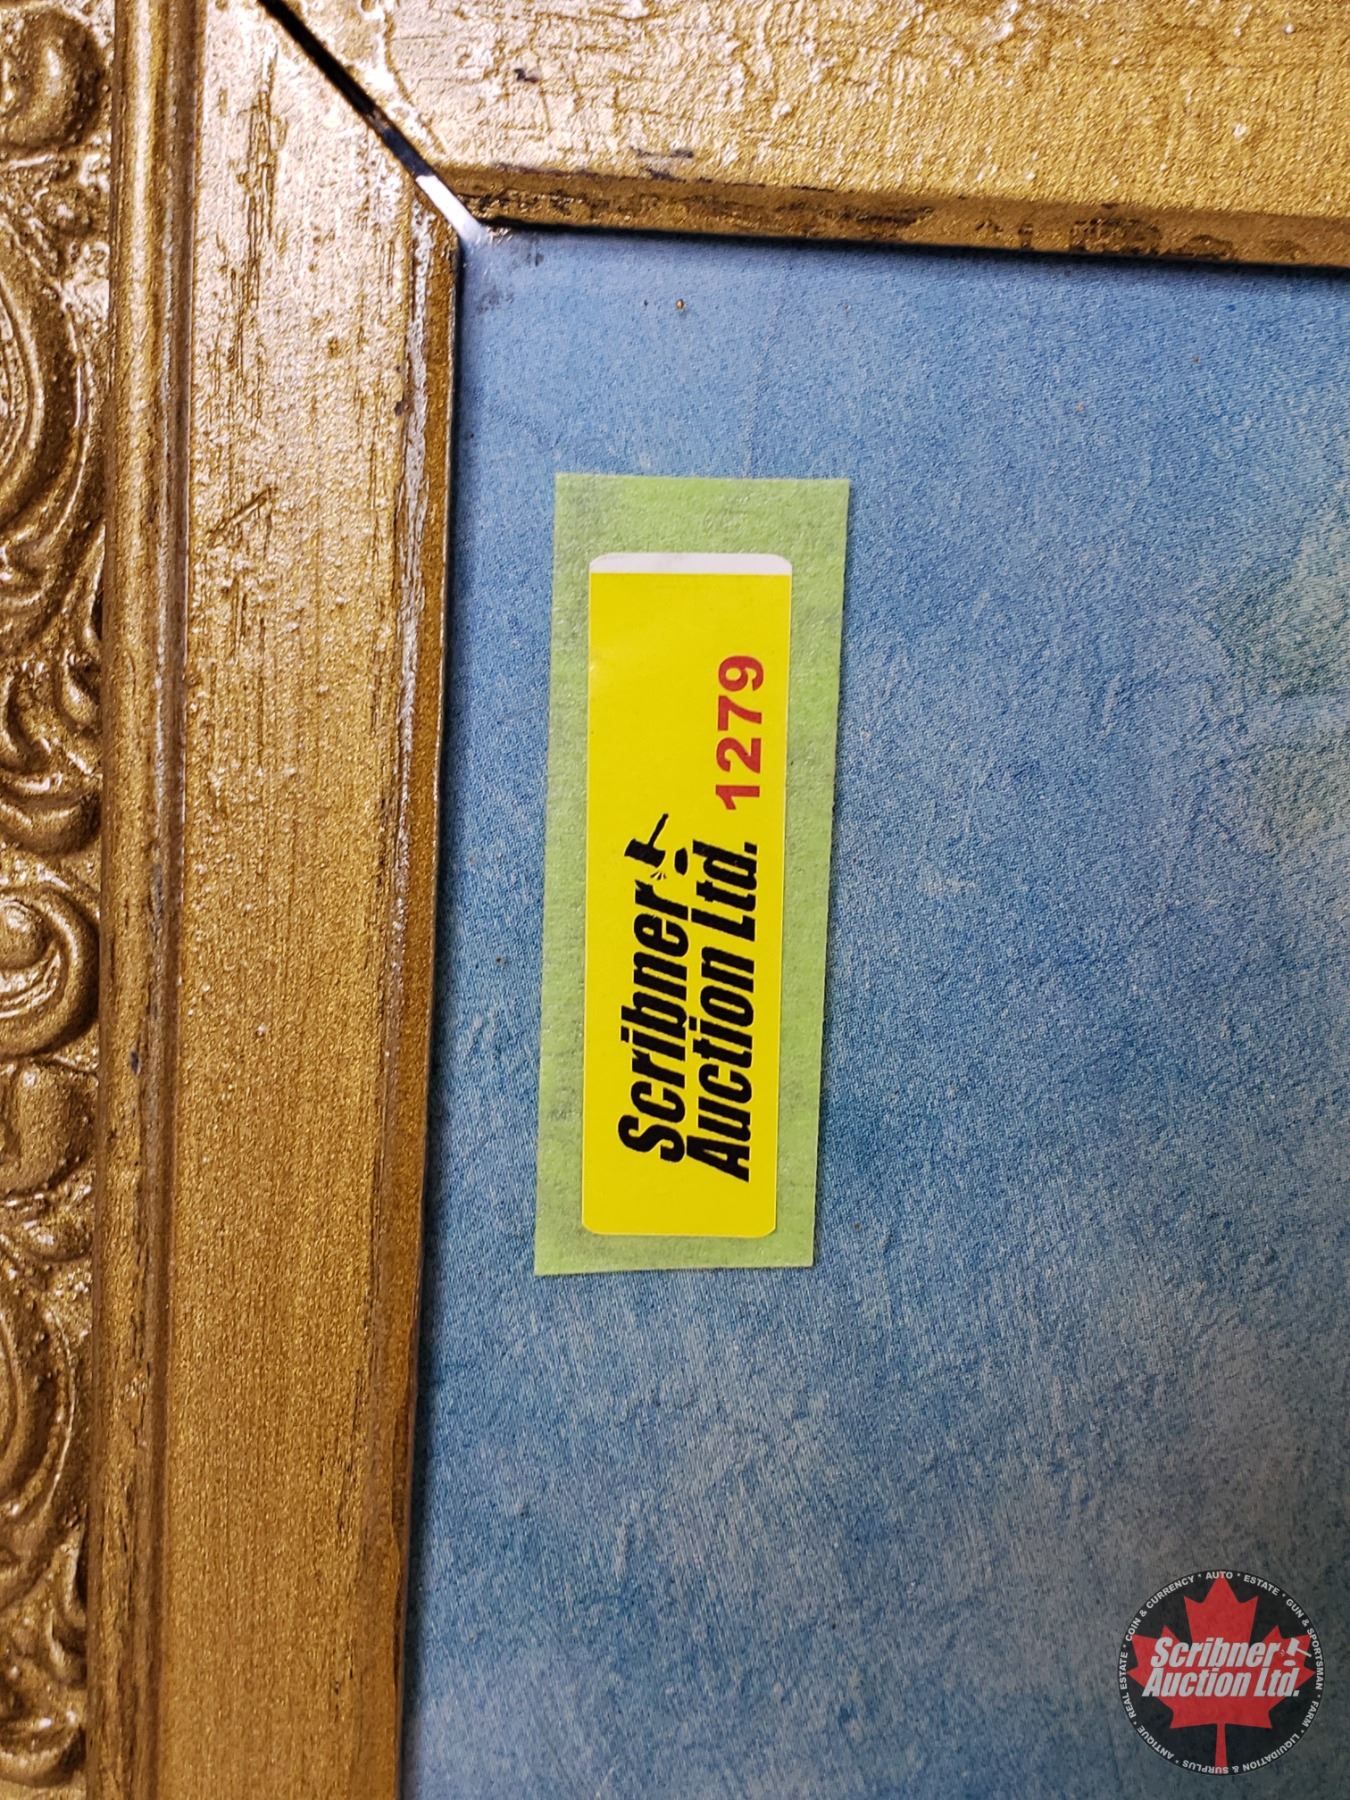 Scribner
Auction Ltd. 1279
COIN & CURRENCY • AUTO • ESTATE • GUN & SPORTSMAN • FARM • LIQUIDATION & SURPLUS • ANTIQUE • REAL ESTATE •
Scribner
Auction Ltd.